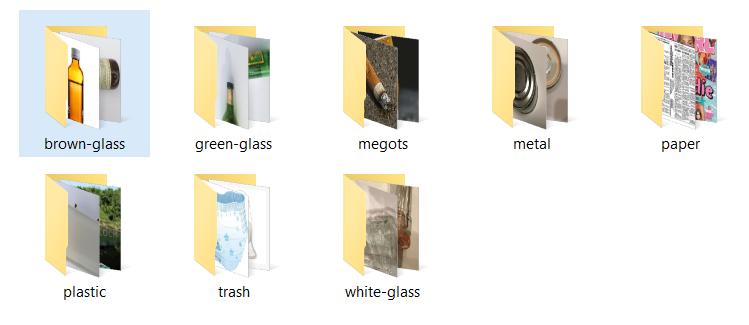 brown-glass
green-glass
megots
metal
paper
plastic
trash
white-glass